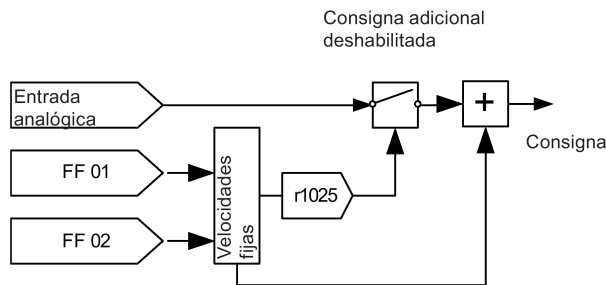 Consigna adicional
deshabilitada
Entrada
analógica
+
Consigna
FF 01
Velocidades
fijas
r1025
FF 02